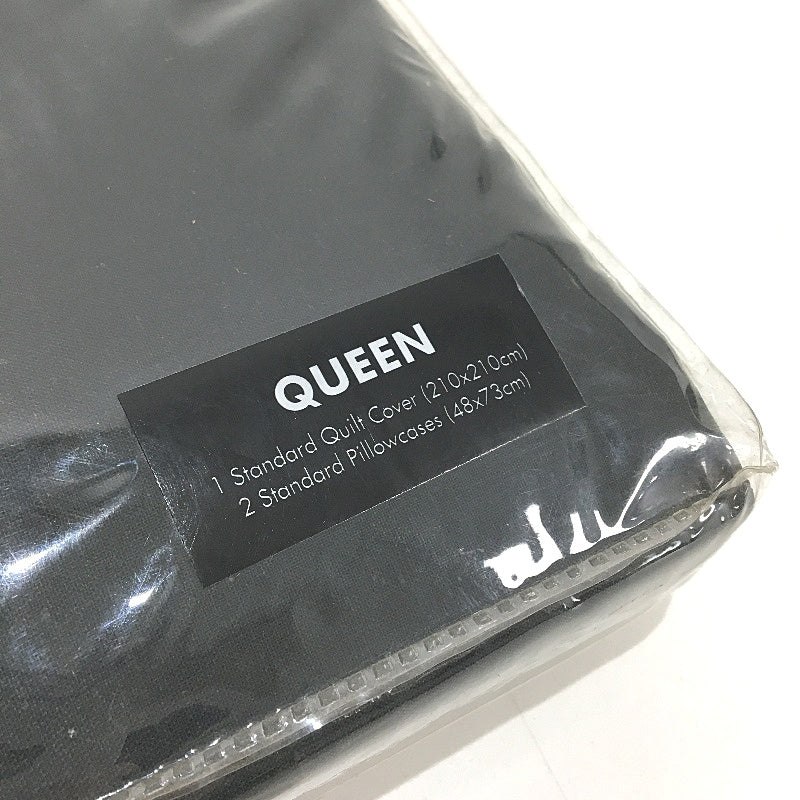 QUEEN
1 Standard Quilt Cover (210x210cm)
2 Standard Pillowcases (48x73cm)